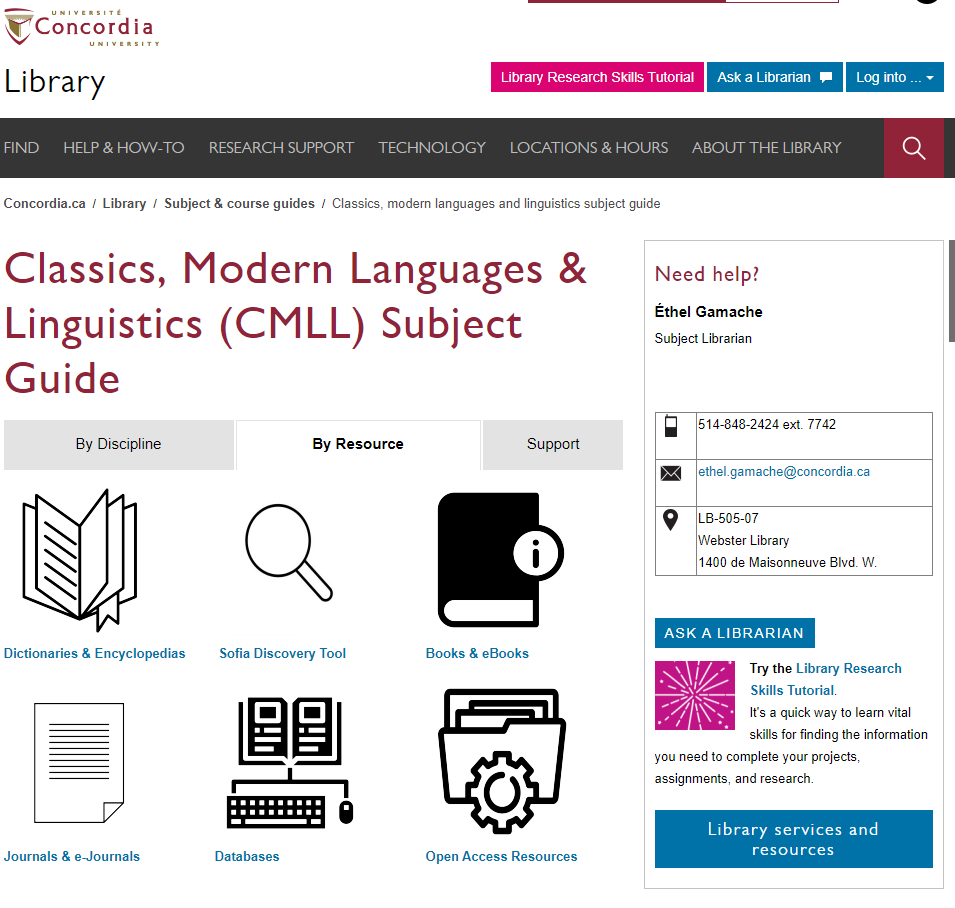 UNIVERSITÉ
Concordia
UNIVERSITY
Library
Library Research Skills Tutorial
Ask a Librarian
Log into ...
FIND
HELP & HOW-TO
RESEARCH SUPPORT
TECHNOLOGY
LOCATIONS & HOURS
ABOUT THE LIBRARY
Concordia.ca / Library / Subject & course guides / Classics, modern languages and linguistics subject guide
Classics, Modern Languages &
Linguistics (CMLL) Subject
Guide
By Discipline
By Resource
Support
Dictionaries & Encyclopedias
Sofia Discovery Tool
i
Books & eBooks
Journals & e-Journals
Databases
Open Access Resources
Need help?
Éthel Gamache
Subject Librarian
514-848-2424 ext. 7742
ethel.gamache@concordia.ca
LB-505-07
Webster Library
1400 de Maisonneuve Blvd. W.
ASK A LIBRARIAN
Try the Library Research
Skills Tutorial.
It's a quick way to learn vital
skills for finding the information
you need to complete your projects,
assignments, and research.
Library services and
resources